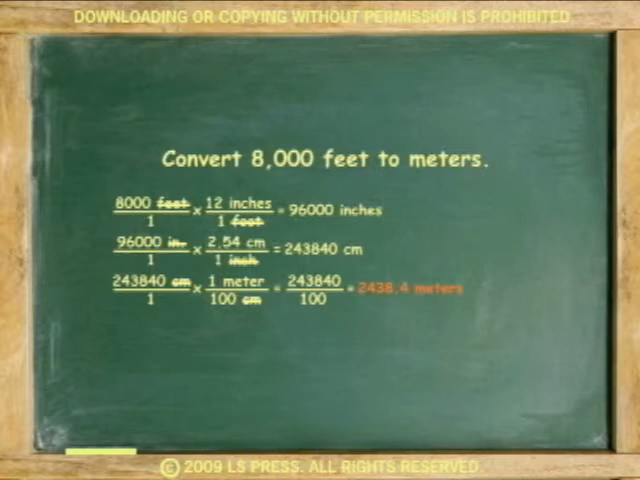 DOWNLOADING OR COPYING WITHOUT PERMISSION IS PROHIBITED.
Convert 8,000 feet to meters.
8000 feet / 1 x 12 inches / 1 foot = 96000 inches
96000 in. / 1 x 2.54 cm / 1 inch = 243840 cm
243840 cm / 1 x 1 meter / 100 cm = 243840 / 100 = 2438.4 meters
© 2009 LS PRESS. ALL RIGHTS RESERVED.